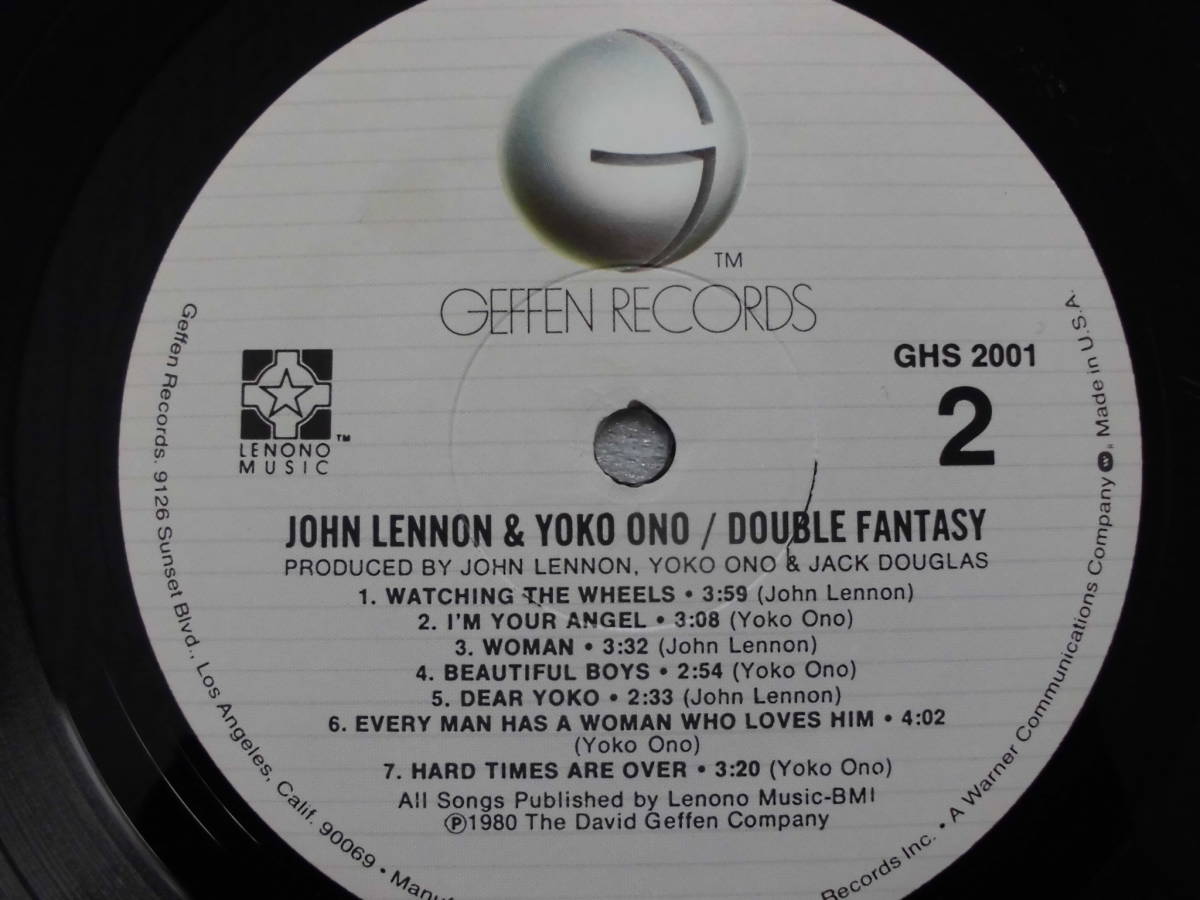 TM
GEFFEN RECORDS
GHS 2001
2
LENONO TM
MUSIC
JOHN LENNON & YOKO ONO / DOUBLE FANTASY
PRODUCED BY JOHN LENNON, YOKO ONO & JACK DOUGLAS
1. WATCHING THE WHEELS • 3:59 (John Lennon)
2. I'M YOUR ANGEL • 3:08 (Yoko Ono)
3. WOMAN • 3:32 (John Lennon)
4. BEAUTIFUL BOYS • 2:54 (Yoko Ono)
5. DEAR YOKO • 2:33 (John Lennon)
6. EVERY MAN HAS A WOMAN WHO LOVES HIM • 4:02
(Yoko Ono)
7. HARD TIMES ARE OVER • 3:20 (Yoko Ono)
All Songs Published by Lenono Music-BMI
℗1980 The David Geffen Company
Geffen Records. 9126 Sunset Blvd., Los Angeles, Calif. 90069 • Manuf
Records Inc. • A Warner Communications Company. Made in U.S.A.